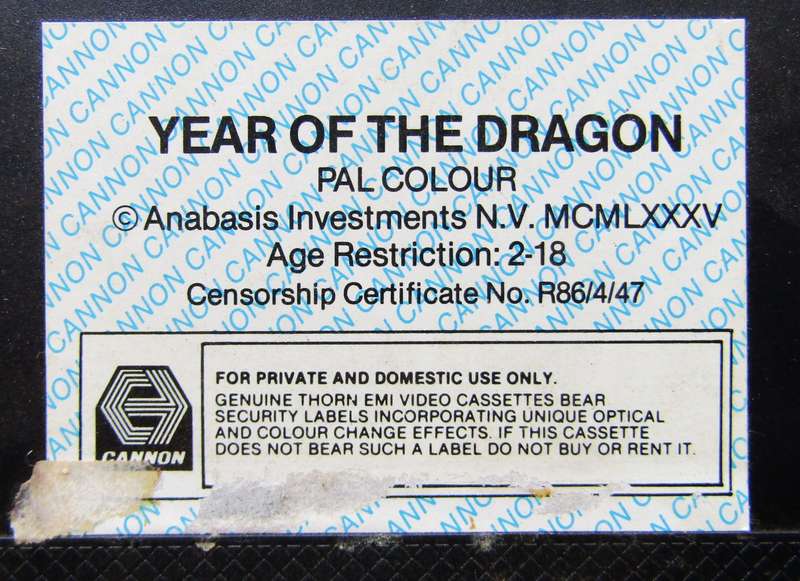 YEAR OF THE DRAGON
PAL COLOUR
© Anabasis Investments N.V. MCMLXXXV
Age Restriction: 2-18
Censorship Certificate No. R86/4/47
FOR PRIVATE AND DOMESTIC USE ONLY.
GENUINE THORN EMI VIDEO CASSETTES BEAR
SECURITY LABELS INCORPORATING UNIQUE OPTICAL
AND COLOUR CHANGE EFFECTS. IF THIS CASSETTE
DOES NOT BEAR SUCH A LABEL DO NOT BUY OR RENT IT.
CANNON